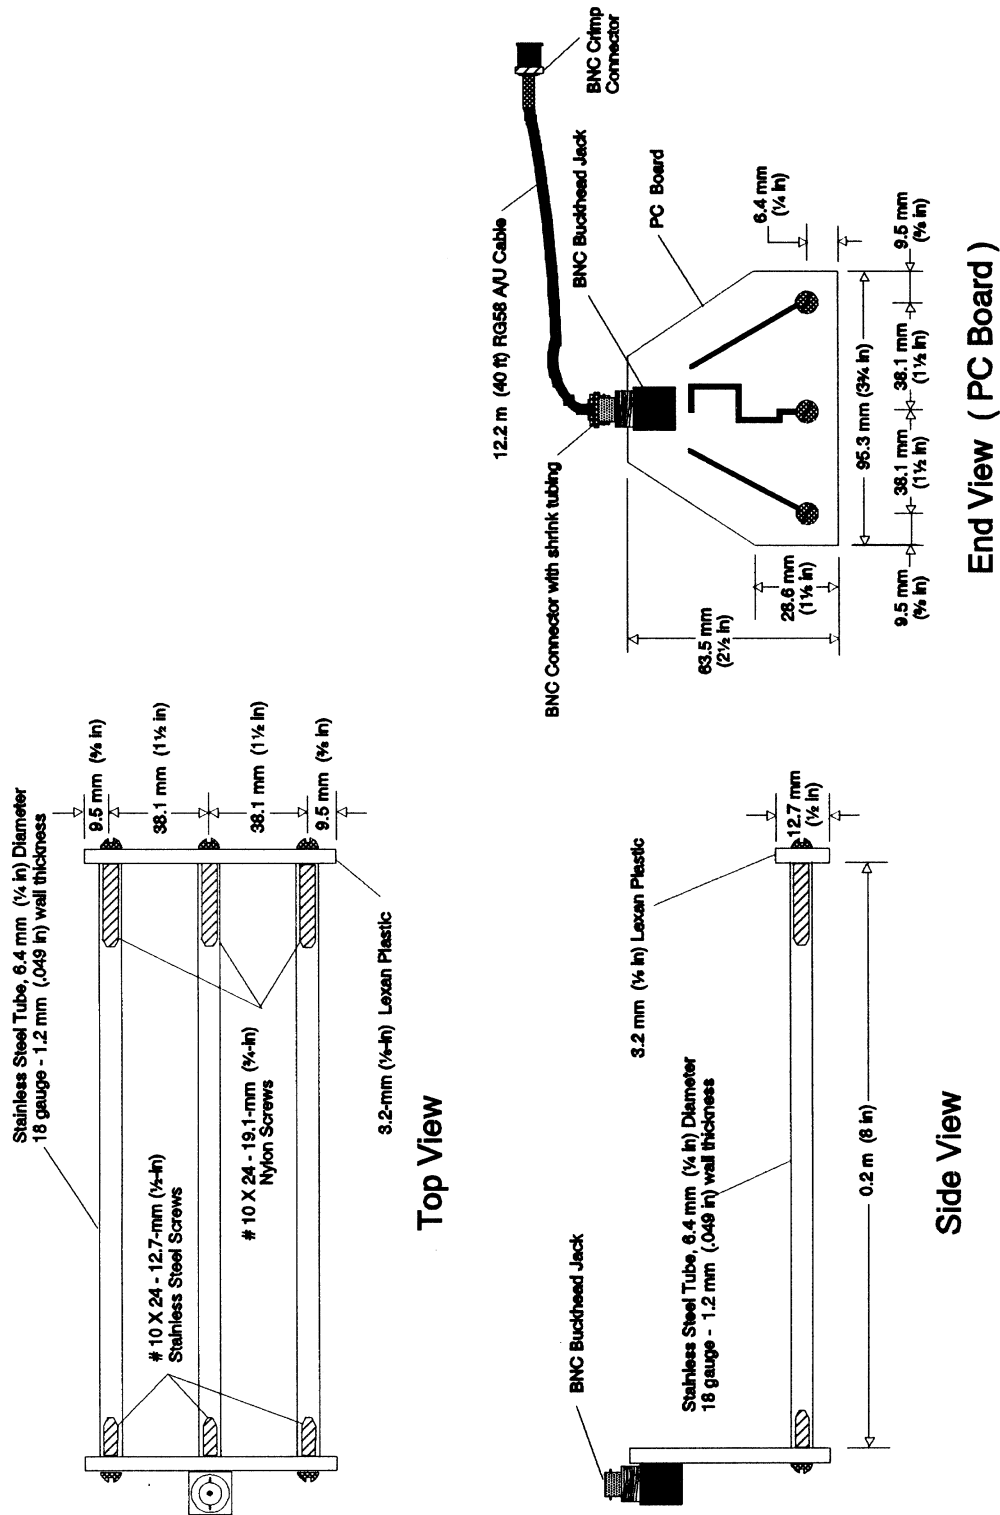 Stainless Steel Tube, 6.4 mm (¼ in) Diameter
18 gauge - 1.2 mm (.049 in) wall thickness
# 10 X 24 - 12.7-mm (½-in)
Stainless Steel Screws
# 10 X 24 - 19.1-mm (¾-in)
Nylon Screws
9.5 mm (⅜ in)
38.1 mm (1½ in)
38.1 mm (1½ in)
9.5 mm (⅜ in)
3.2-mm (⅛-in) Lexan Plastic
Top View
BNC Buckhead Jack
Stainless Steel Tube, 6.4 mm (¼ in) Diameter
18 gauge - 1.2 mm (.049 in) wall thickness
3.2 mm (⅛ in) Lexan Plastic
12.7 mm
(½ in)
0.2 m (8 in)
Side View
12.2 m (40 ft) RG58 A/U Cable
BNC Crimp
Connector
BNC Connector with shrink tubing
BNC Buckhead Jack
PC Board
63.5 mm
(2½ in)
28.6 mm
(1⅛ in)
6.4 mm
(¼ in)
95.3 mm (3¾ in)
9.5 mm
(⅜ in)
38.1 mm
(1½ in)
38.1 mm
(1½ in)
9.5 mm
(⅜ in)
End View ( PC Board )